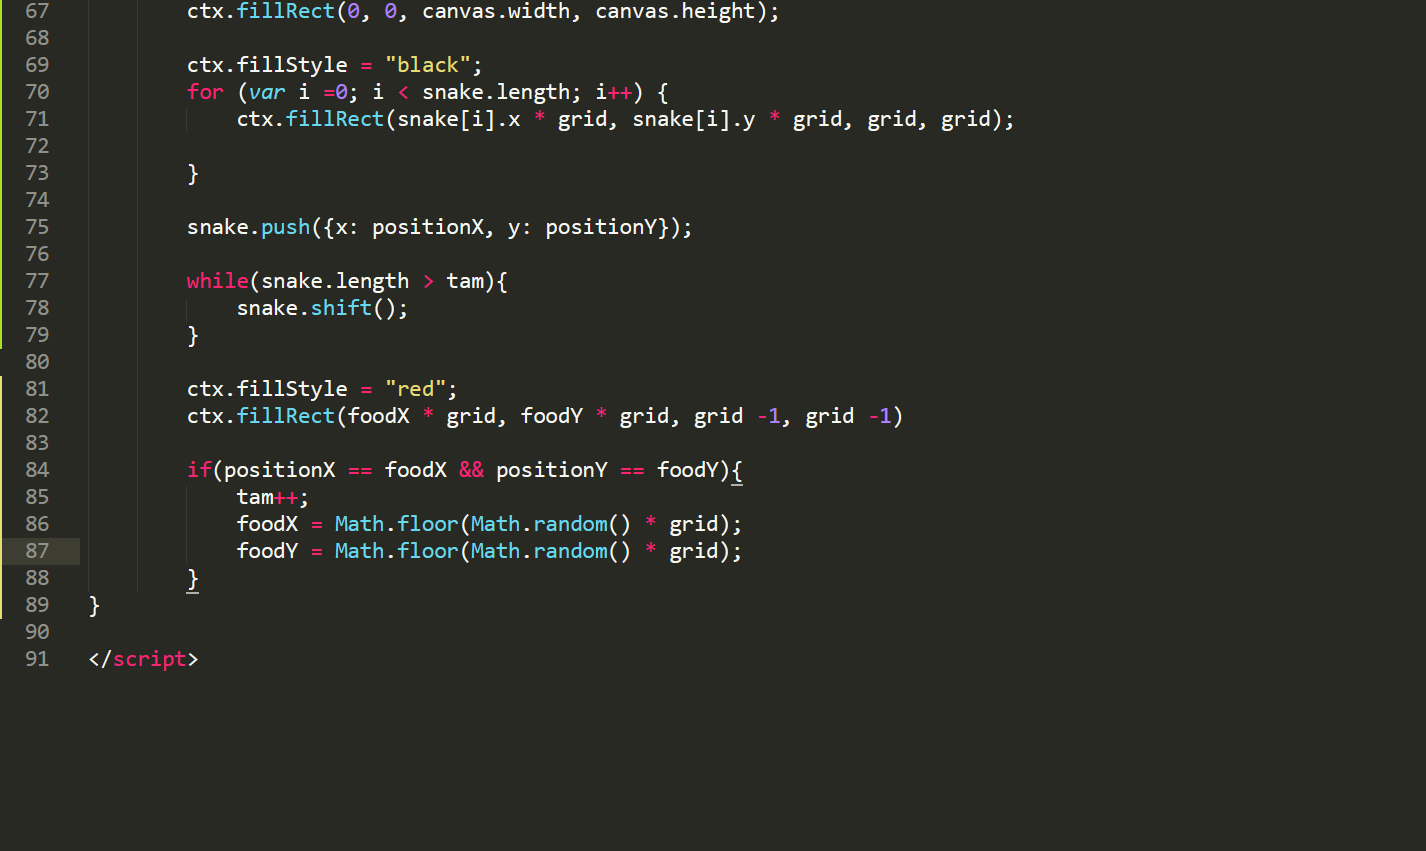 67 ctx.fillRect(0, 0, canvas.width, canvas.height);
68
69 ctx.fillStyle = "black";
70 for (var i =0; i < snake.length; i++) {
71 ctx.fillRect(snake[i].x * grid, snake[i].y * grid, grid, grid);
72
73 }
74
75 snake.push({x: positionX, y: positionY});
76
77 while(snake.length > tam){
78 snake.shift();
79 }
80
81 ctx.fillStyle = "red";
82 ctx.fillRect(foodX * grid, foodY * grid, grid -1, grid -1)
83
84 if(positionX == foodX && positionY == foodY){
85 tam++;
86 foodX = Math.floor(Math.random() * grid);
87 foodY = Math.floor(Math.random() * grid);
88 }
89 }
90
91 </script>